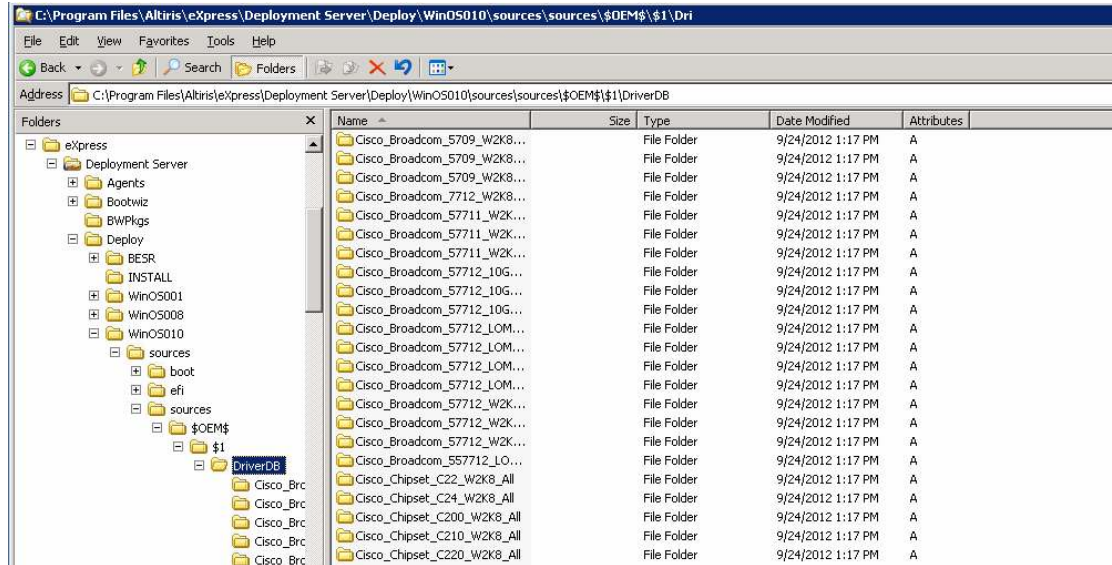 C:\Program Files\Altiris\eXpress\Deployment Server\Deploy\WinOS010\sources\sources\$OEM$\$1\Dri
File Edit View Favorites Tools Help
Back Search Folders
Address C:\Program Files\Altiris\eXpress\Deployment Server\Deploy\WinOS010\sources\sources\$OEM$\$1\DriverDB
Folders x Name Size Type Date Modified Attributes
eXpress
Deployment Server
Agents
Bootwiz
BWPkgs
Deploy
BESR
INSTALL
WinOS001
WinOS008
WinOS010
sources
boot
efi
sources
$OEM$
$1
DriverDB
Cisco_Brc
Cisco_Brc
Cisco_Brc
Cisco_Brc
Cisco_Brc
Cisco_Broadcom_5709_W2K8... File Folder 9/24/2012 1:17 PM A
Cisco_Broadcom_5709_W2K8... File Folder 9/24/2012 1:17 PM A
Cisco_Broadcom_5709_W2K8... File Folder 9/24/2012 1:17 PM A
Cisco_Broadcom_7712_W2K8... File Folder 9/24/2012 1:17 PM A
Cisco_Broadcom_57711_W2K... File Folder 9/24/2012 1:17 PM A
Cisco_Broadcom_57711_W2K... File Folder 9/24/2012 1:17 PM A
Cisco_Broadcom_57711_W2K... File Folder 9/24/2012 1:17 PM A
Cisco_Broadcom_57712_10G... File Folder 9/24/2012 1:17 PM A
Cisco_Broadcom_57712_10G... File Folder 9/24/2012 1:17 PM A
Cisco_Broadcom_57712_10G... File Folder 9/24/2012 1:17 PM A
Cisco_Broadcom_57712_LOM... File Folder 9/24/2012 1:17 PM A
Cisco_Broadcom_57712_LOM... File Folder 9/24/2012 1:17 PM A
Cisco_Broadcom_57712_LOM... File Folder 9/24/2012 1:17 PM A
Cisco_Broadcom_57712_LOM... File Folder 9/24/2012 1:17 PM A
Cisco_Broadcom_57712_W2K... File Folder 9/24/2012 1:17 PM A
Cisco_Broadcom_57712_W2K... File Folder 9/24/2012 1:17 PM A
Cisco_Broadcom_57712_W2K... File Folder 9/24/2012 1:17 PM A
Cisco_Broadcom_557712_LO... File Folder 9/24/2012 1:17 PM A
Cisco_Chipset_C22_W2K8_All File Folder 9/24/2012 1:17 PM A
Cisco_Chipset_C24_W2K8_All File Folder 9/24/2012 1:17 PM A
Cisco_Chipset_C200_W2K8_All File Folder 9/24/2012 1:17 PM A
Cisco_Chipset_C210_W2K8_All File Folder 9/24/2012 1:17 PM A
Cisco_Chipset_C220_W2K8_All File Folder 9/24/2012 1:17 PM A